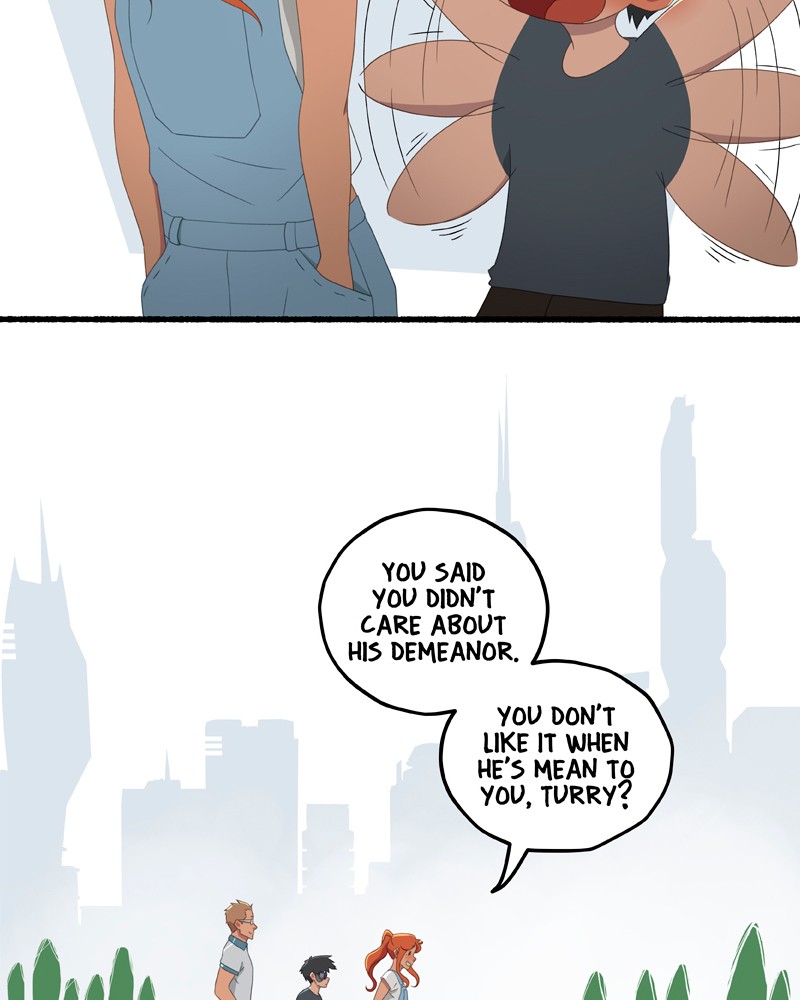 YOU SAID
YOU DIDN'T
CARE ABOUT
HIS DEMEANOR.
YOU DON'T
LIKE IT WHEN
HE'S MEAN TO
YOU, TURRY?